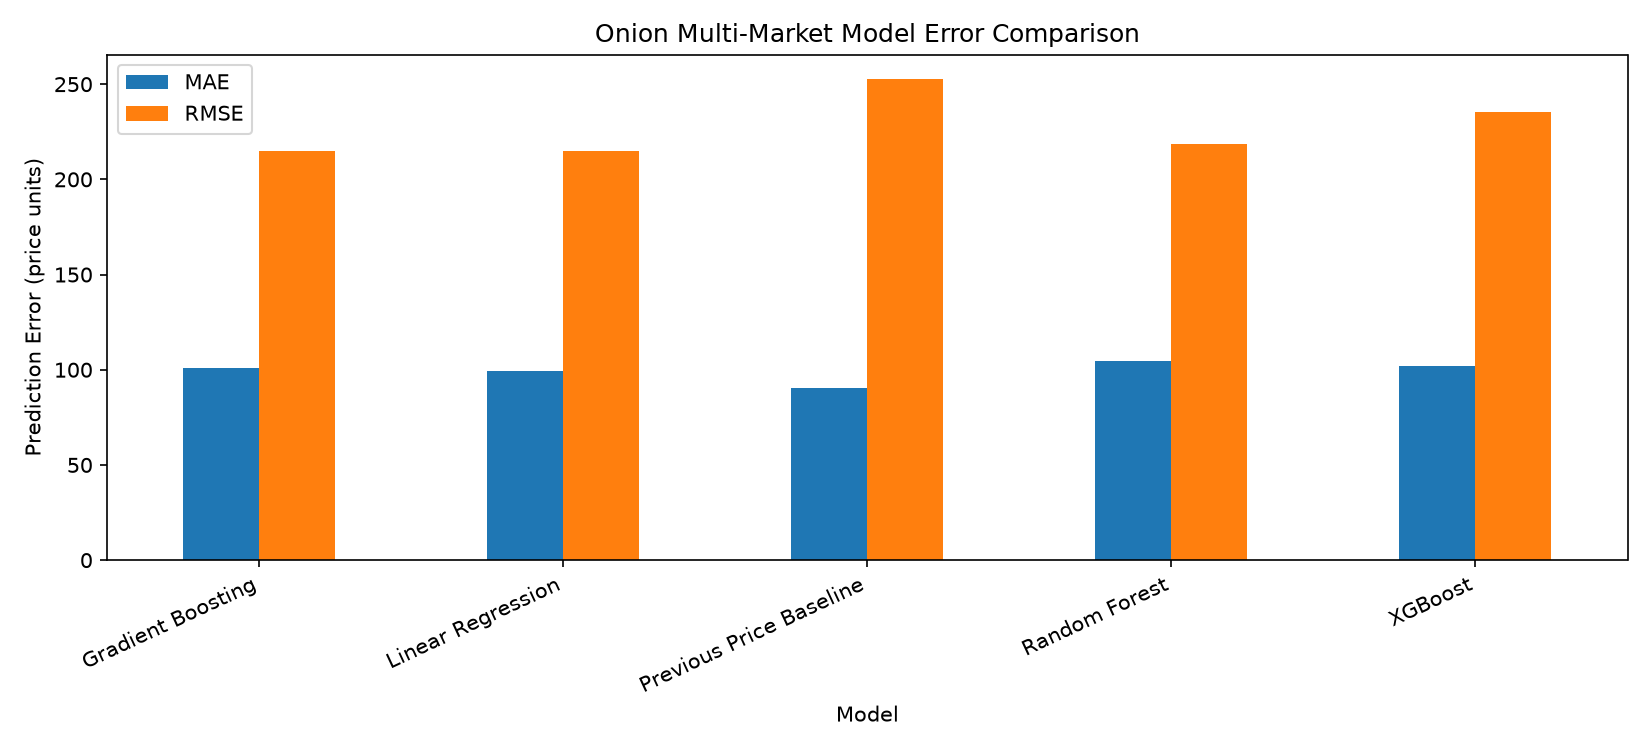 Onion Multi-Market Model Error Comparison
MAE
RMSE
Prediction Error (price units)
250
200
150
100
50
0
Gradient Boosting
Linear Regression
Previous Price Baseline
Random Forest
XGBoost
Model